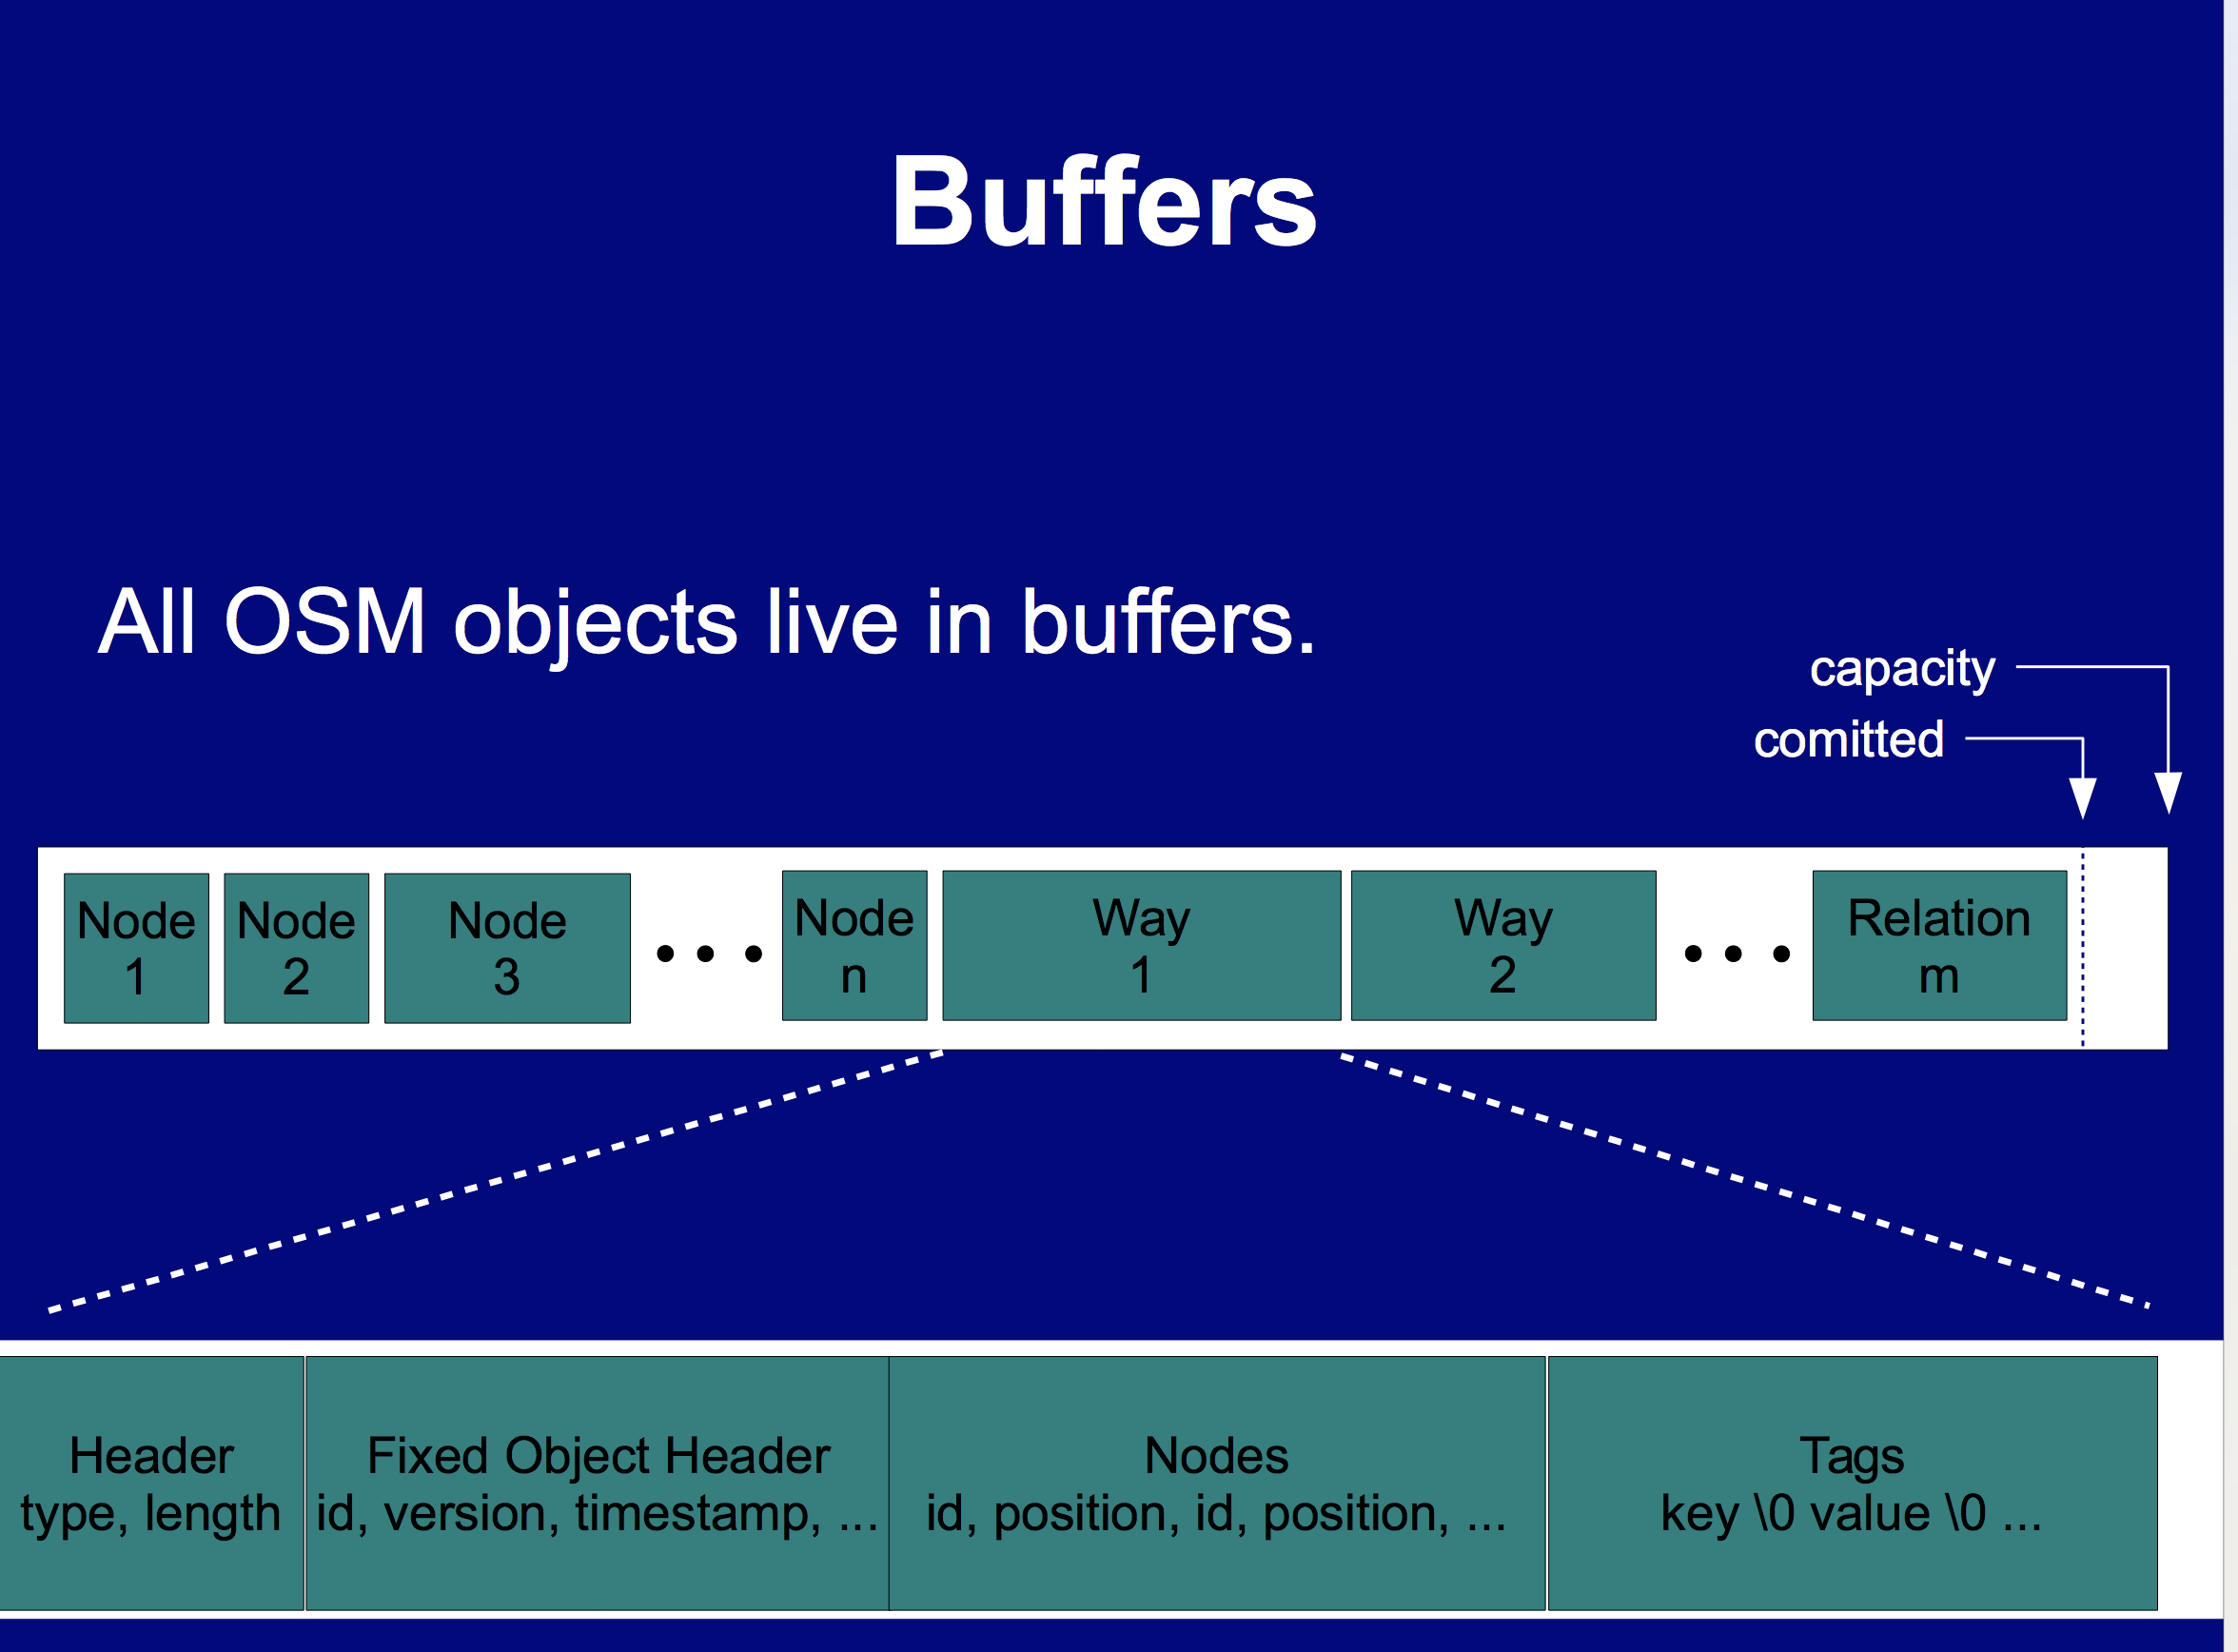 Buffers
All OSM objects live in buffers.
capacity
comitted
Node 1
Node 2
Node 3
• • •
Node n
Way 1
Way 2
• • •
Relation m
Header
type, length
Fixed Object Header
id, version, timestamp, ...
Nodes
id, position, id, position, ...
Tags
key \0 value \0 ...